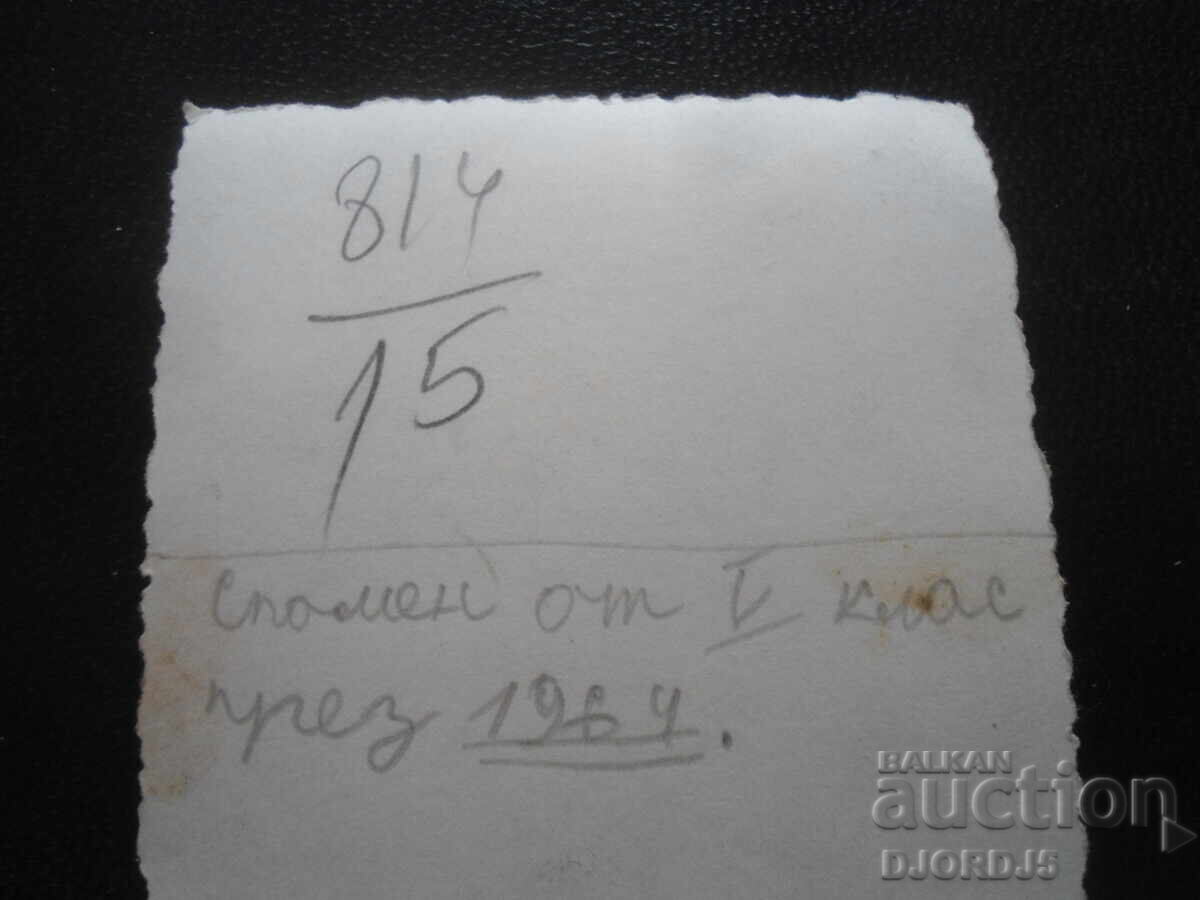 814
15
Спомен от V клас
през 1964.
BALKAN
auction
DJORDJ5